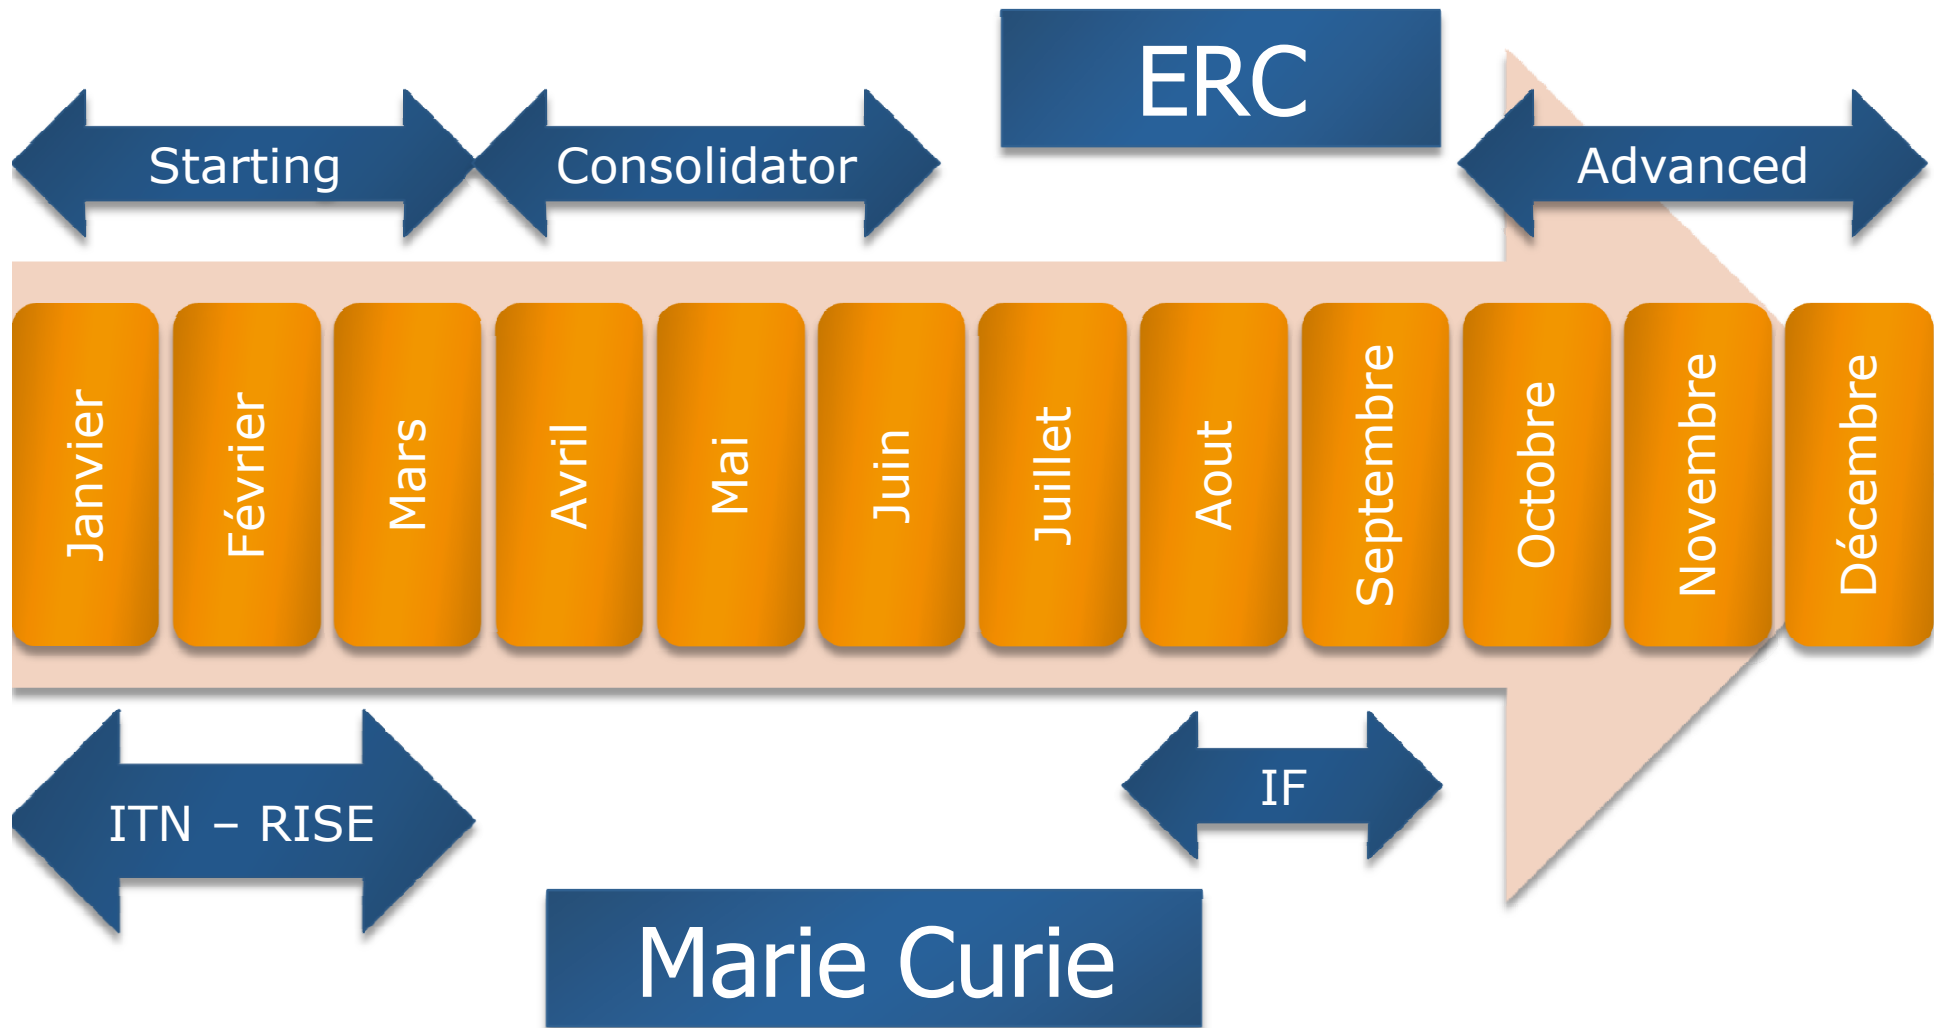 ERC
Starting
Consolidator
Advanced
Janvier
Février
Mars
Avril
Mai
Juin
Juillet
Aout
Septembre
Octobre
Novembre
Décembre
ITN – RISE
IF
Marie Curie